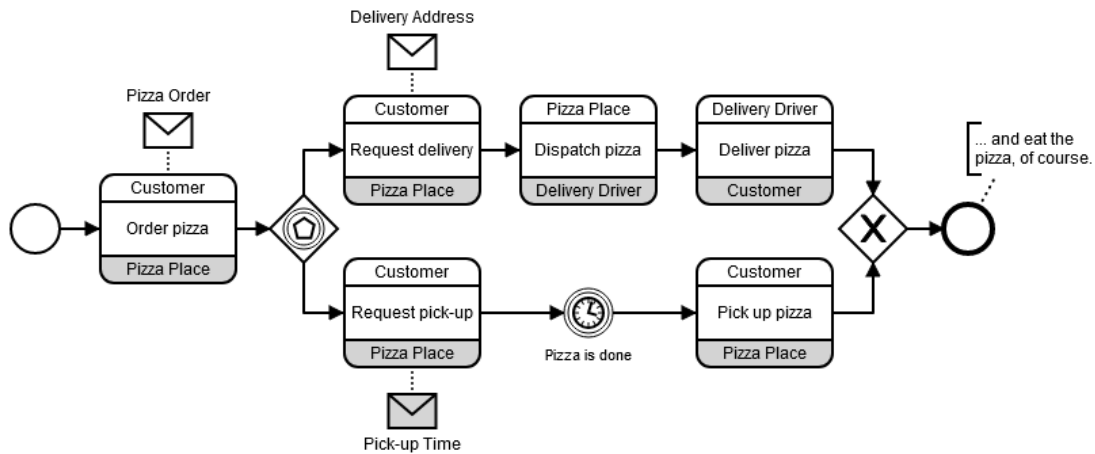 Delivery Address
Pizza Order
Customer
Order pizza
Pizza Place
Customer
Request delivery
Pizza Place
Pizza Place
Dispatch pizza
Delivery Driver
Delivery Driver
Deliver pizza
Customer
Customer
Request pick-up
Pizza Place
Pick-up Time
Pizza is done
Customer
Pick up pizza
Pizza Place
X
... and eat the
pizza, of course.